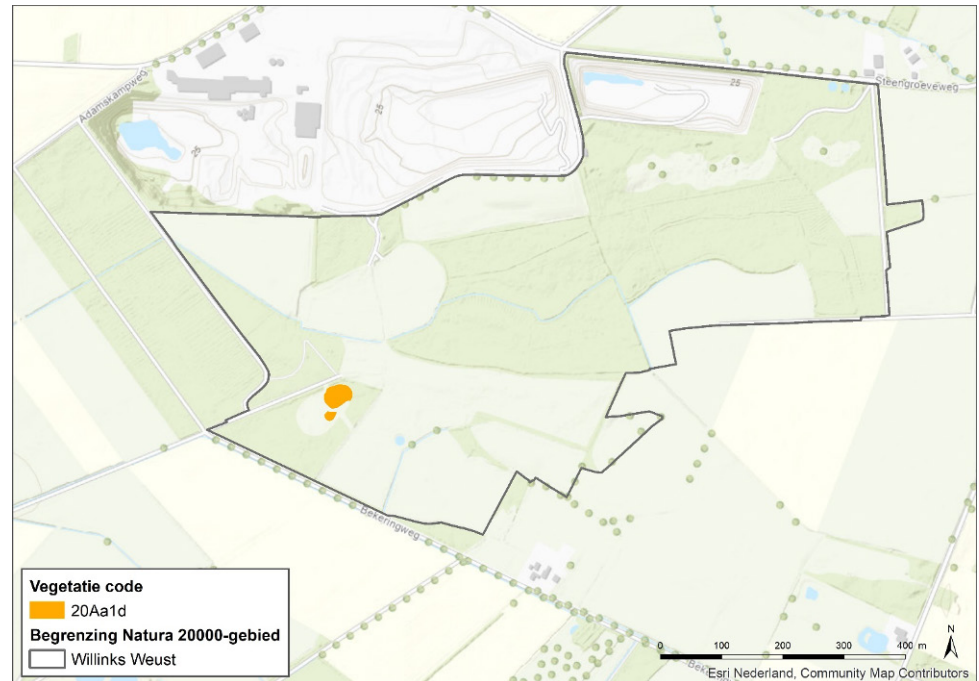 Adamskampweg
Steengroeveweg
25
25
25
Bekeringweg
Vegetatie code
20Aa1d
Begrenzing Natura 20000-gebied
Willinks Weust
0 100 200 300 400 m
N
Esri Nederland, Community Map Contributors